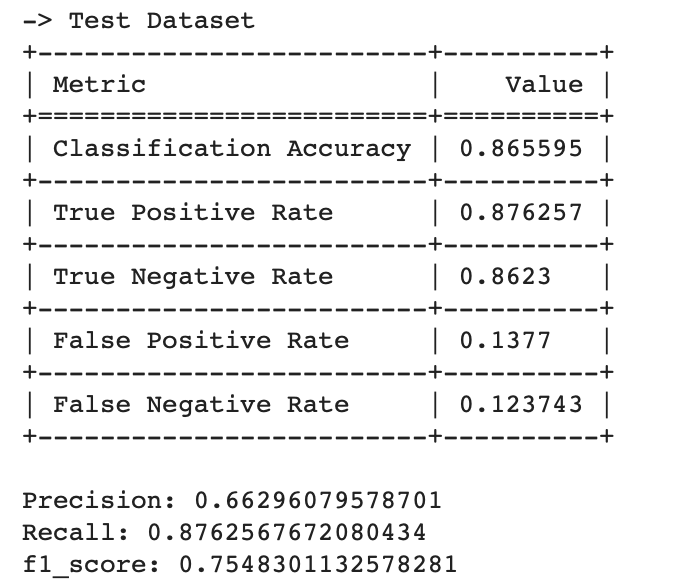 -> Test Dataset
+-------------------------+----------+
| Metric                  |    Value |
+=========================+==========+
| Classification Accuracy | 0.865595 |
+-------------------------+----------+
| True Positive Rate      | 0.876257 |
+-------------------------+----------+
| True Negative Rate      | 0.8623   |
+-------------------------+----------+
| False Positive Rate     | 0.1377   |
+-------------------------+----------+
| False Negative Rate     | 0.123743 |
+-------------------------+----------+
Precision: 0.66296079578701
Recall: 0.8762567672080434
f1_score: 0.7548301132578281